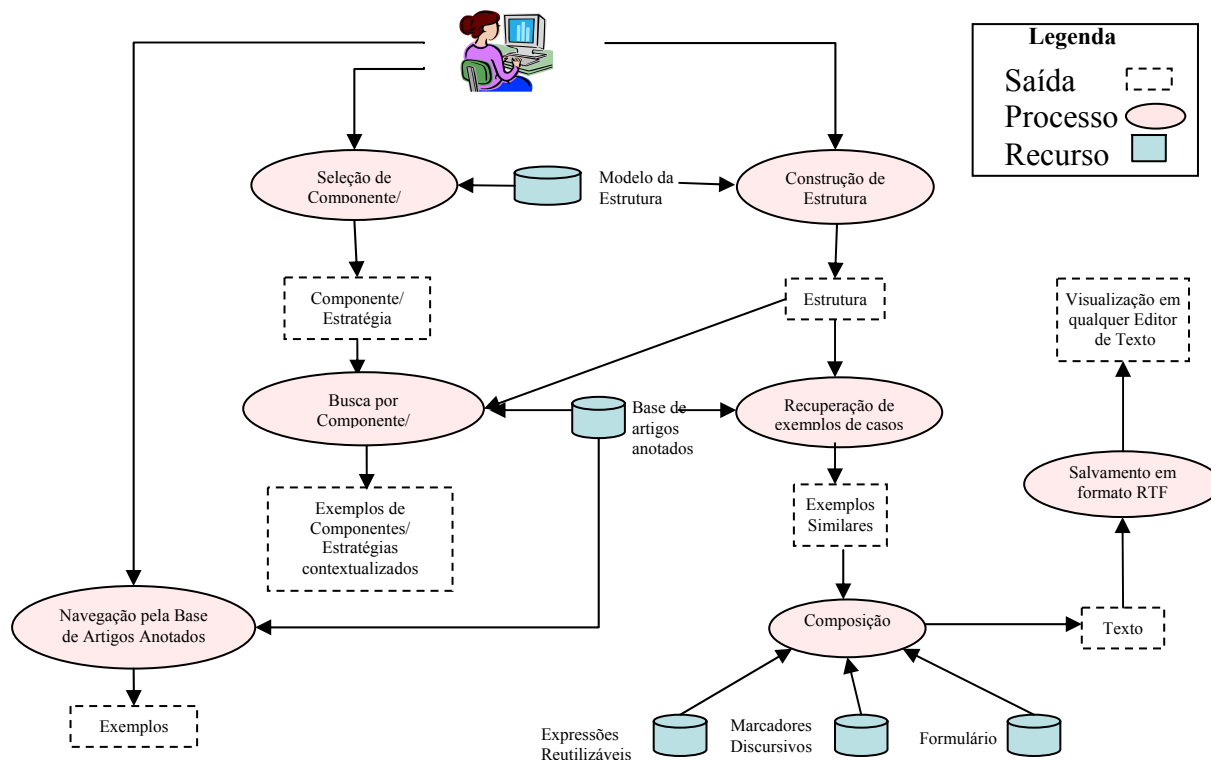 Legenda
Saída
Processo
Recurso
Seleção de
Componente/
Modelo da
Estrutura
Construção de
Estrutura
Componente/
Estratégia
Estrutura
Visualização em
qualquer Editor
de Texto
Busca por
Componente/
Base de
artigos
anotados
Recuperação de
exemplos de casos
Salvamento em
formato RTF
Exemplos de
Componentes/
Estratégias
contextualizados
Exemplos
Similares
Navegação pela Base
de Artigos Anotados
Composição
Texto
Exemplos
Expressões
Reutilizáveis
Marcadores
Discursivos
Formulário